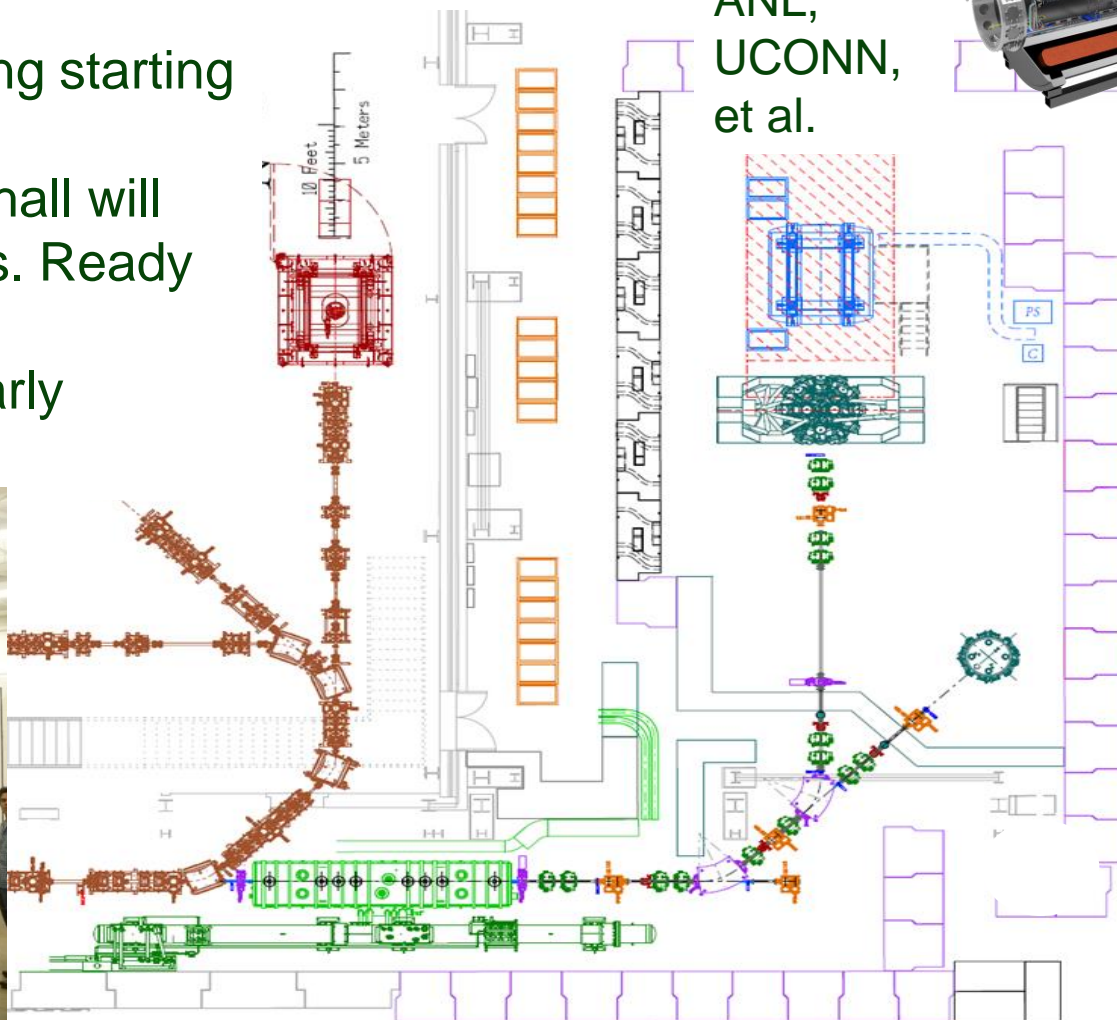 ng starting
hall will
s. Ready
arly
ANL,
UCONN,
et al.
10 Feet
5 Meters
PS
C